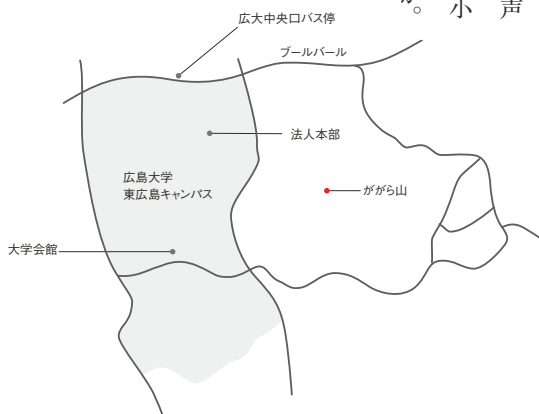 声
小
。
広大中央口バス停
ブールバール
法人本部
広島大学
東広島キャンパス
ががら山
大学会館